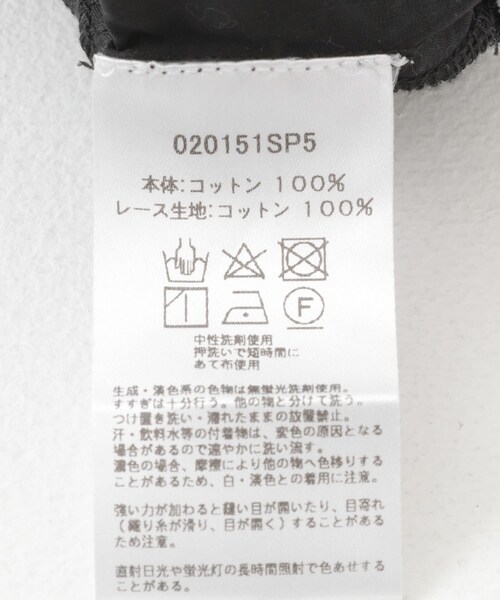 020151SP5
本体:コットン 100%
レース生地:コットン 100%
F
中性洗剤使用
押洗いで短時間に
あて布使用
生成・淡色系の色物は無蛍光洗剤使用。
すすぎは十分行う。他の物と分けて洗う。
つけ置き洗い・濡れたままの放置禁止。
汗・飲料水等の付着物は、変色の原因となる
場合があるので速やかに洗い流す。
濃色の場合、摩擦により他の物へ色移りする
ことがあるため、白・淡色との着用に注意。
強い力が加わると縫い目が開いたり、目寄れ
(織り糸が滑り、目が開く)することがある
ため注意。
直射日光や蛍光灯の長時間照射で色あせする
ことがある。